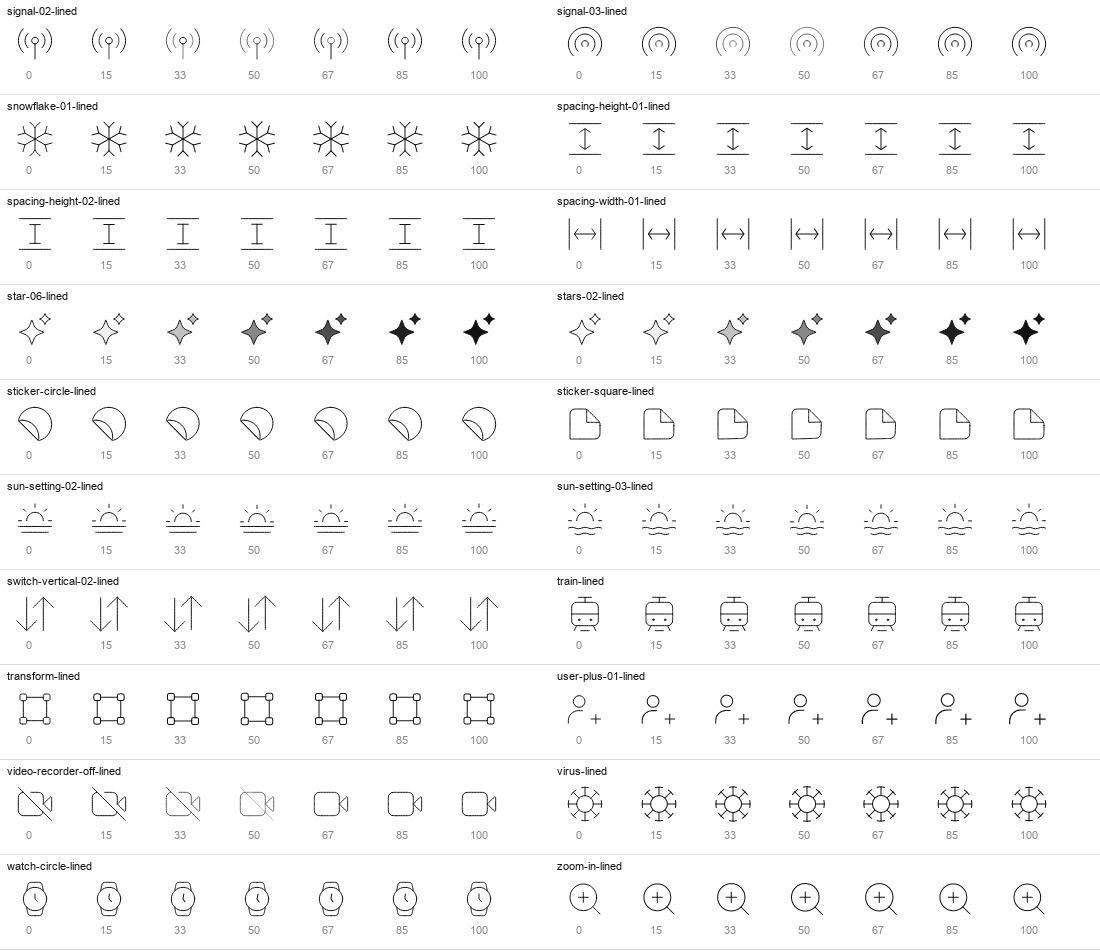 signal-02-lined
signal-03-lined
0 15 33 50 67 85 100
0 15 33 50 67 85 100
snowflake-01-lined
spacing-height-01-lined
0 15 33 50 67 85 100
0 15 33 50 67 85 100
spacing-height-02-lined
spacing-width-01-lined
0 15 33 50 67 85 100
0 15 33 50 67 85 100
star-06-lined
stars-02-lined
0 15 33 50 67 85 100
0 15 33 50 67 85 100
sticker-circle-lined
sticker-square-lined
0 15 33 50 67 85 100
0 15 33 50 67 85 100
sun-setting-02-lined
sun-setting-03-lined
0 15 33 50 67 85 100
0 15 33 50 67 85 100
switch-vertical-02-lined
train-lined
0 15 33 50 67 85 100
0 15 33 50 67 85 100
transform-lined
user-plus-01-lined
0 15 33 50 67 85 100
0 15 33 50 67 85 100
video-recorder-off-lined
virus-lined
0 15 33 50 67 85 100
0 15 33 50 67 85 100
watch-circle-lined
zoom-in-lined
0 15 33 50 67 85 100
0 15 33 50 67 85 100